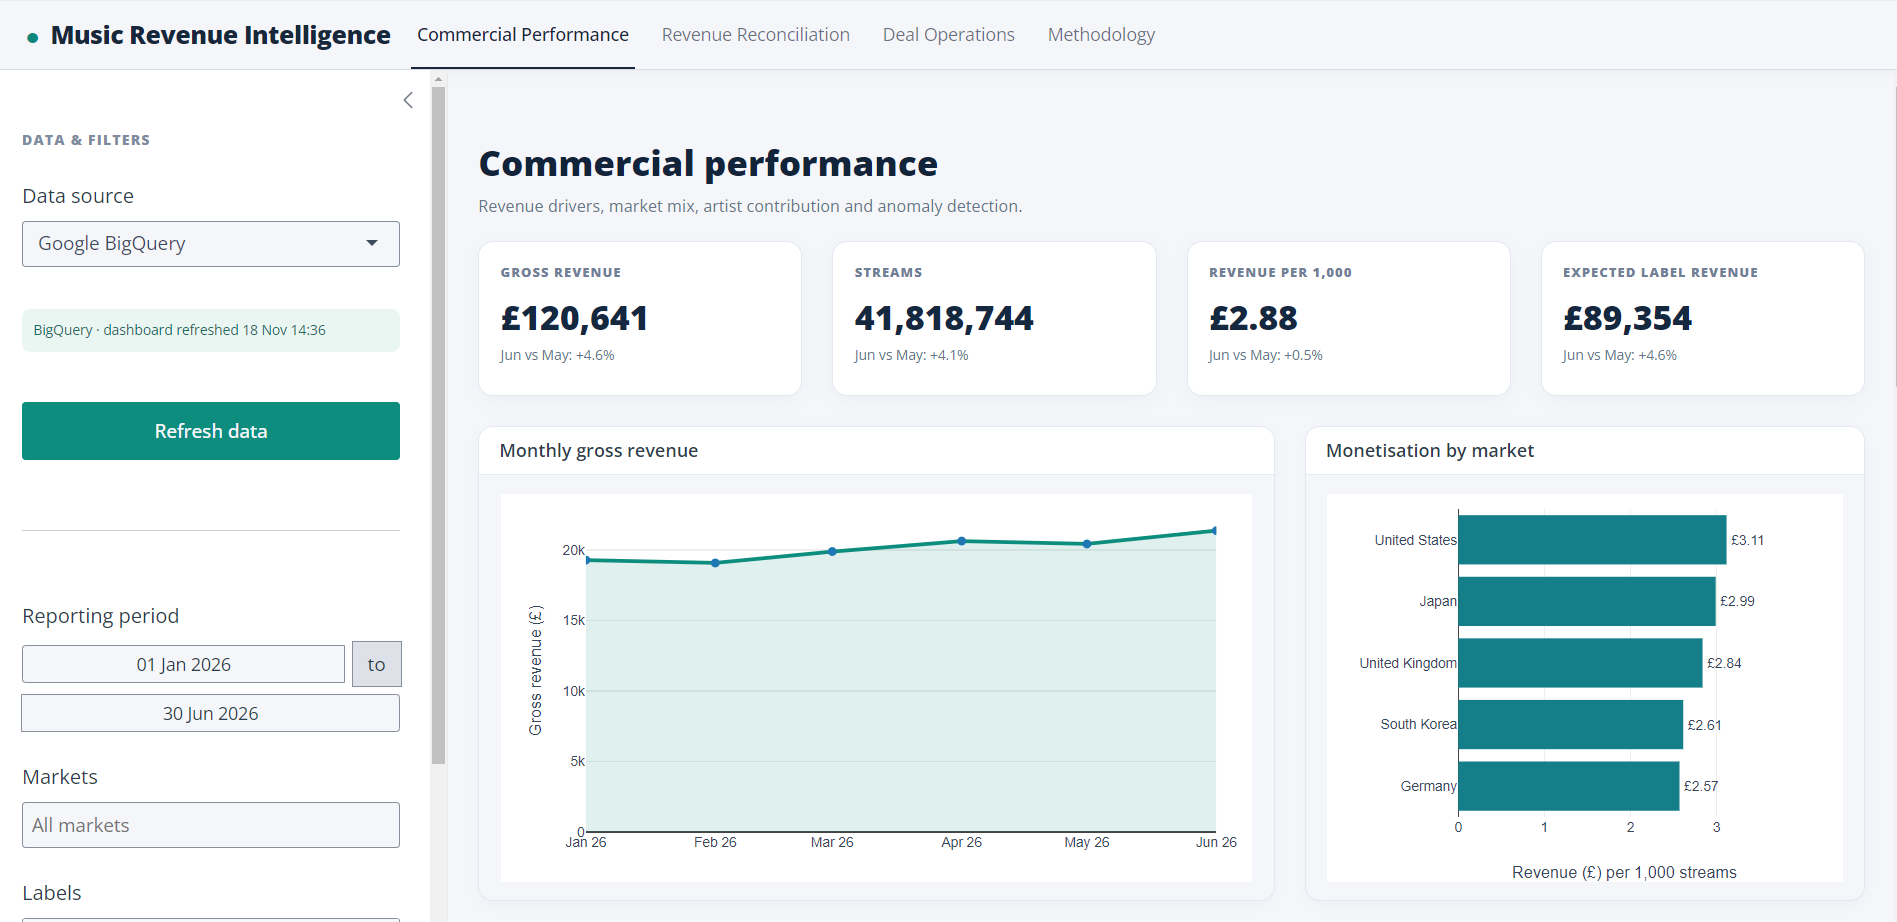 Music Revenue Intelligence
Commercial Performance
Revenue Reconciliation
Deal Operations
Methodology
DATA & FILTERS
Data source
Google BigQuery
BigQuery · dashboard refreshed 18 Nov 14:36
Refresh data
Reporting period
01 Jan 2026
to
30 Jun 2026
Markets
All markets
Labels
Commercial performance
Revenue drivers, market mix, artist contribution and anomaly detection.
GROSS REVENUE
£120,641
Jun vs May: +4.6%
STREAMS
41,818,744
Jun vs May: +4.1%
REVENUE PER 1,000
£2.88
Jun vs May: +0.5%
EXPECTED LABEL REVENUE
£89,354
Jun vs May: +4.6%
Monthly gross revenue
Gross revenue (£)
20k
15k
10k
5k
0
Jan 26
Feb 26
Mar 26
Apr 26
May 26
Jun 26
Monetisation by market
United States
£3.11
Japan
£2.99
United Kingdom
£2.84
South Korea
£2.61
Germany
£2.57
0
1
2
3
Revenue (£) per 1,000 streams